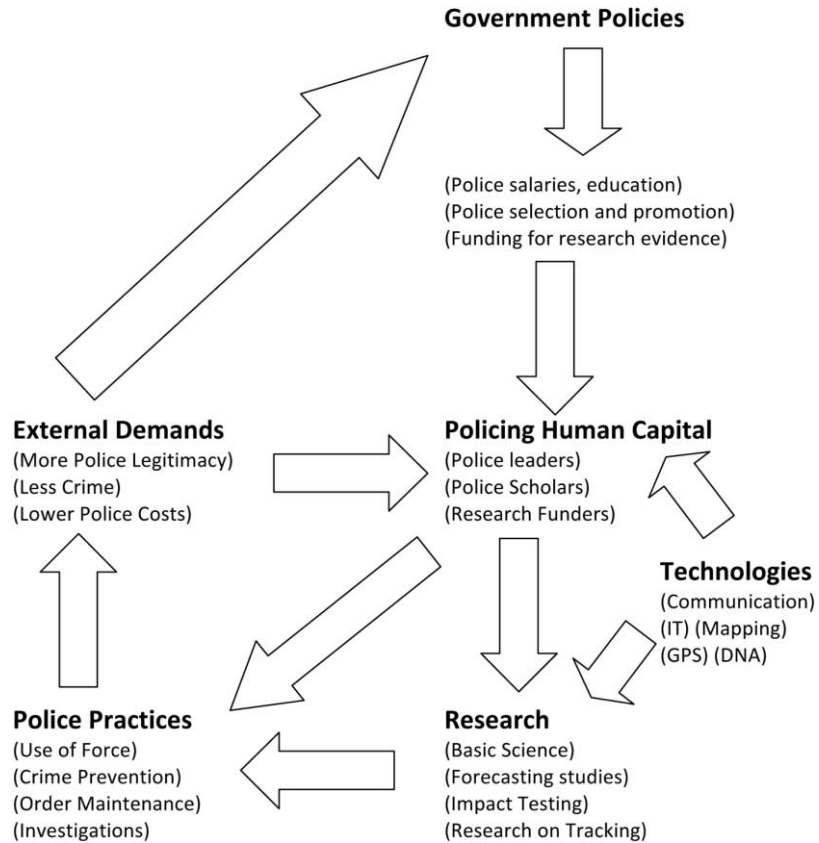 Government Policies
(Police salaries, education)
(Police selection and promotion)
(Funding for research evidence)
External Demands
(More Police Legitimacy)
(Less Crime)
(Lower Police Costs)
Policing Human Capital
(Police leaders)
(Police Scholars)
(Research Funders)
Technologies
(Communication)
(IT) (Mapping)
(GPS) (DNA)
Police Practices
(Use of Force)
(Crime Prevention)
(Order Maintenance)
(Investigations)
Research
(Basic Science)
(Forecasting studies)
(Impact Testing)
(Research on Tracking)